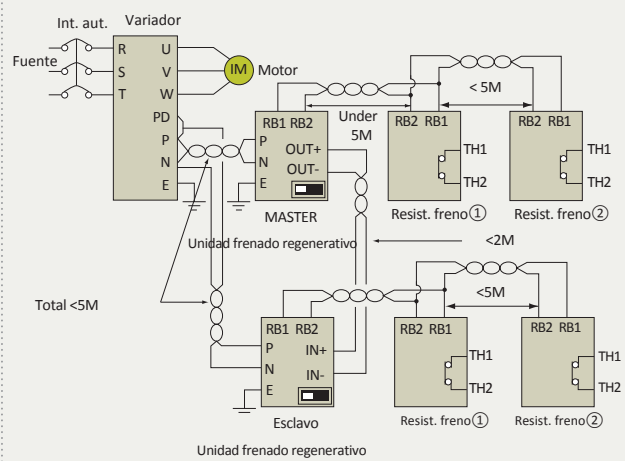 Int. aut. Variador
Fuente
R U
S V
T W
IM Motor
PD
P
N
E
RB1 RB2
P
N
E
OUT+
OUT-
MASTER
Unidad frenado regenerativo
Under
5M
< 5M
RB2 RB1
TH1
TH2
Resist. freno①
RB2 RB1
TH1
TH2
Resist. freno②
<2M
Total <5M
RB1 RB2
P
N
E
IN+
IN-
Esclavo
Unidad frenado regenerativo
<5M
RB2 RB1
TH1
TH2
Resist. freno①
RB2 RB1
TH1
TH2
Resist. freno②